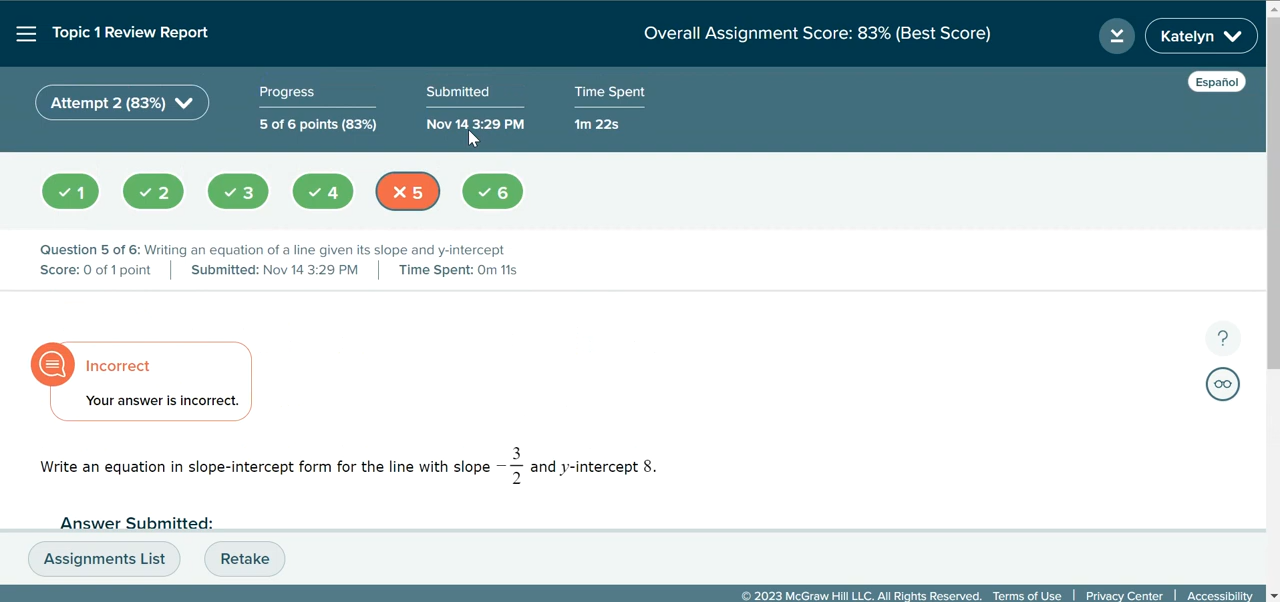 Topic 1 Review Report
Overall Assignment Score: 83% (Best Score)
Katelyn
Attempt 2 (83%)
Progress
5 of 6 points (83%)
Submitted
Nov 14 3:29 PM
Time Spent
1m 22s
Español
1
2
3
4
5
6
Question 5 of 6: Writing an equation of a line given its slope and y-intercept
Score: 0 of 1 point | Submitted: Nov 14 3:29 PM | Time Spent: 0m 11s
?
Incorrect
Your answer is incorrect.
Write an equation in slope-intercept form for the line with slope −3/2 and y-intercept 8.
Answer Submitted:
Assignments List
Retake
© 2023 McGraw Hill LLC. All Rights Reserved. Terms of Use | Privacy Center | Accessibility